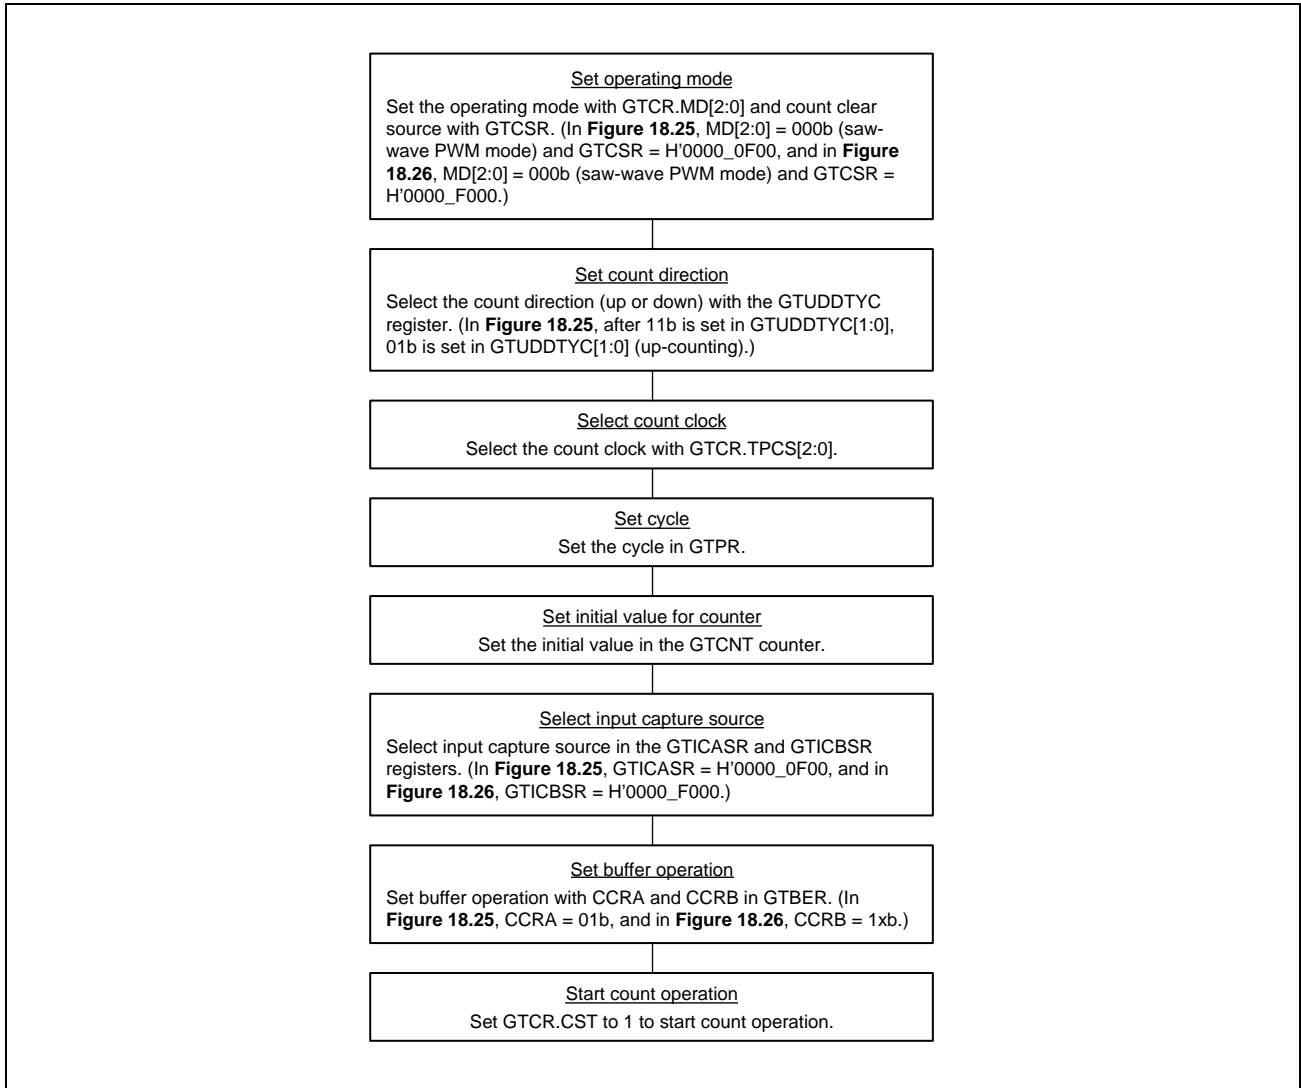 Set operating mode
Set the operating mode with GTCR.MD[2:0] and count clear
source with GTCSR. (In Figure 18.25, MD[2:0] = 000b (saw-
wave PWM mode) and GTCSR = H'0000_0F00, and in Figure
18.26, MD[2:0] = 000b (saw-wave PWM mode) and GTCSR =
H'0000_F000.)
Set count direction
Select the count direction (up or down) with the GTUDDTYC
register. (In Figure 18.25, after 11b is set in GTUDDTYC[1:0],
01b is set in GTUDDTYC[1:0] (up-counting).)
Select count clock
Select the count clock with GTCR.TPCS[2:0].
Set cycle
Set the cycle in GTPR.
Set initial value for counter
Set the initial value in the GTCNT counter.
Select input capture source
Select input capture source in the GTICASR and GTICBSR
registers. (In Figure 18.25, GTICASR = H'0000_0F00, and in
Figure 18.26, GTICBSR = H'0000_F000.)
Set buffer operation
Set buffer operation with CCRA and CCRB in GTBER. (In
Figure 18.25, CCRA = 01b, and in Figure 18.26, CCRB = 1xb.)
Start count operation
Set GTCR.CST to 1 to start count operation.